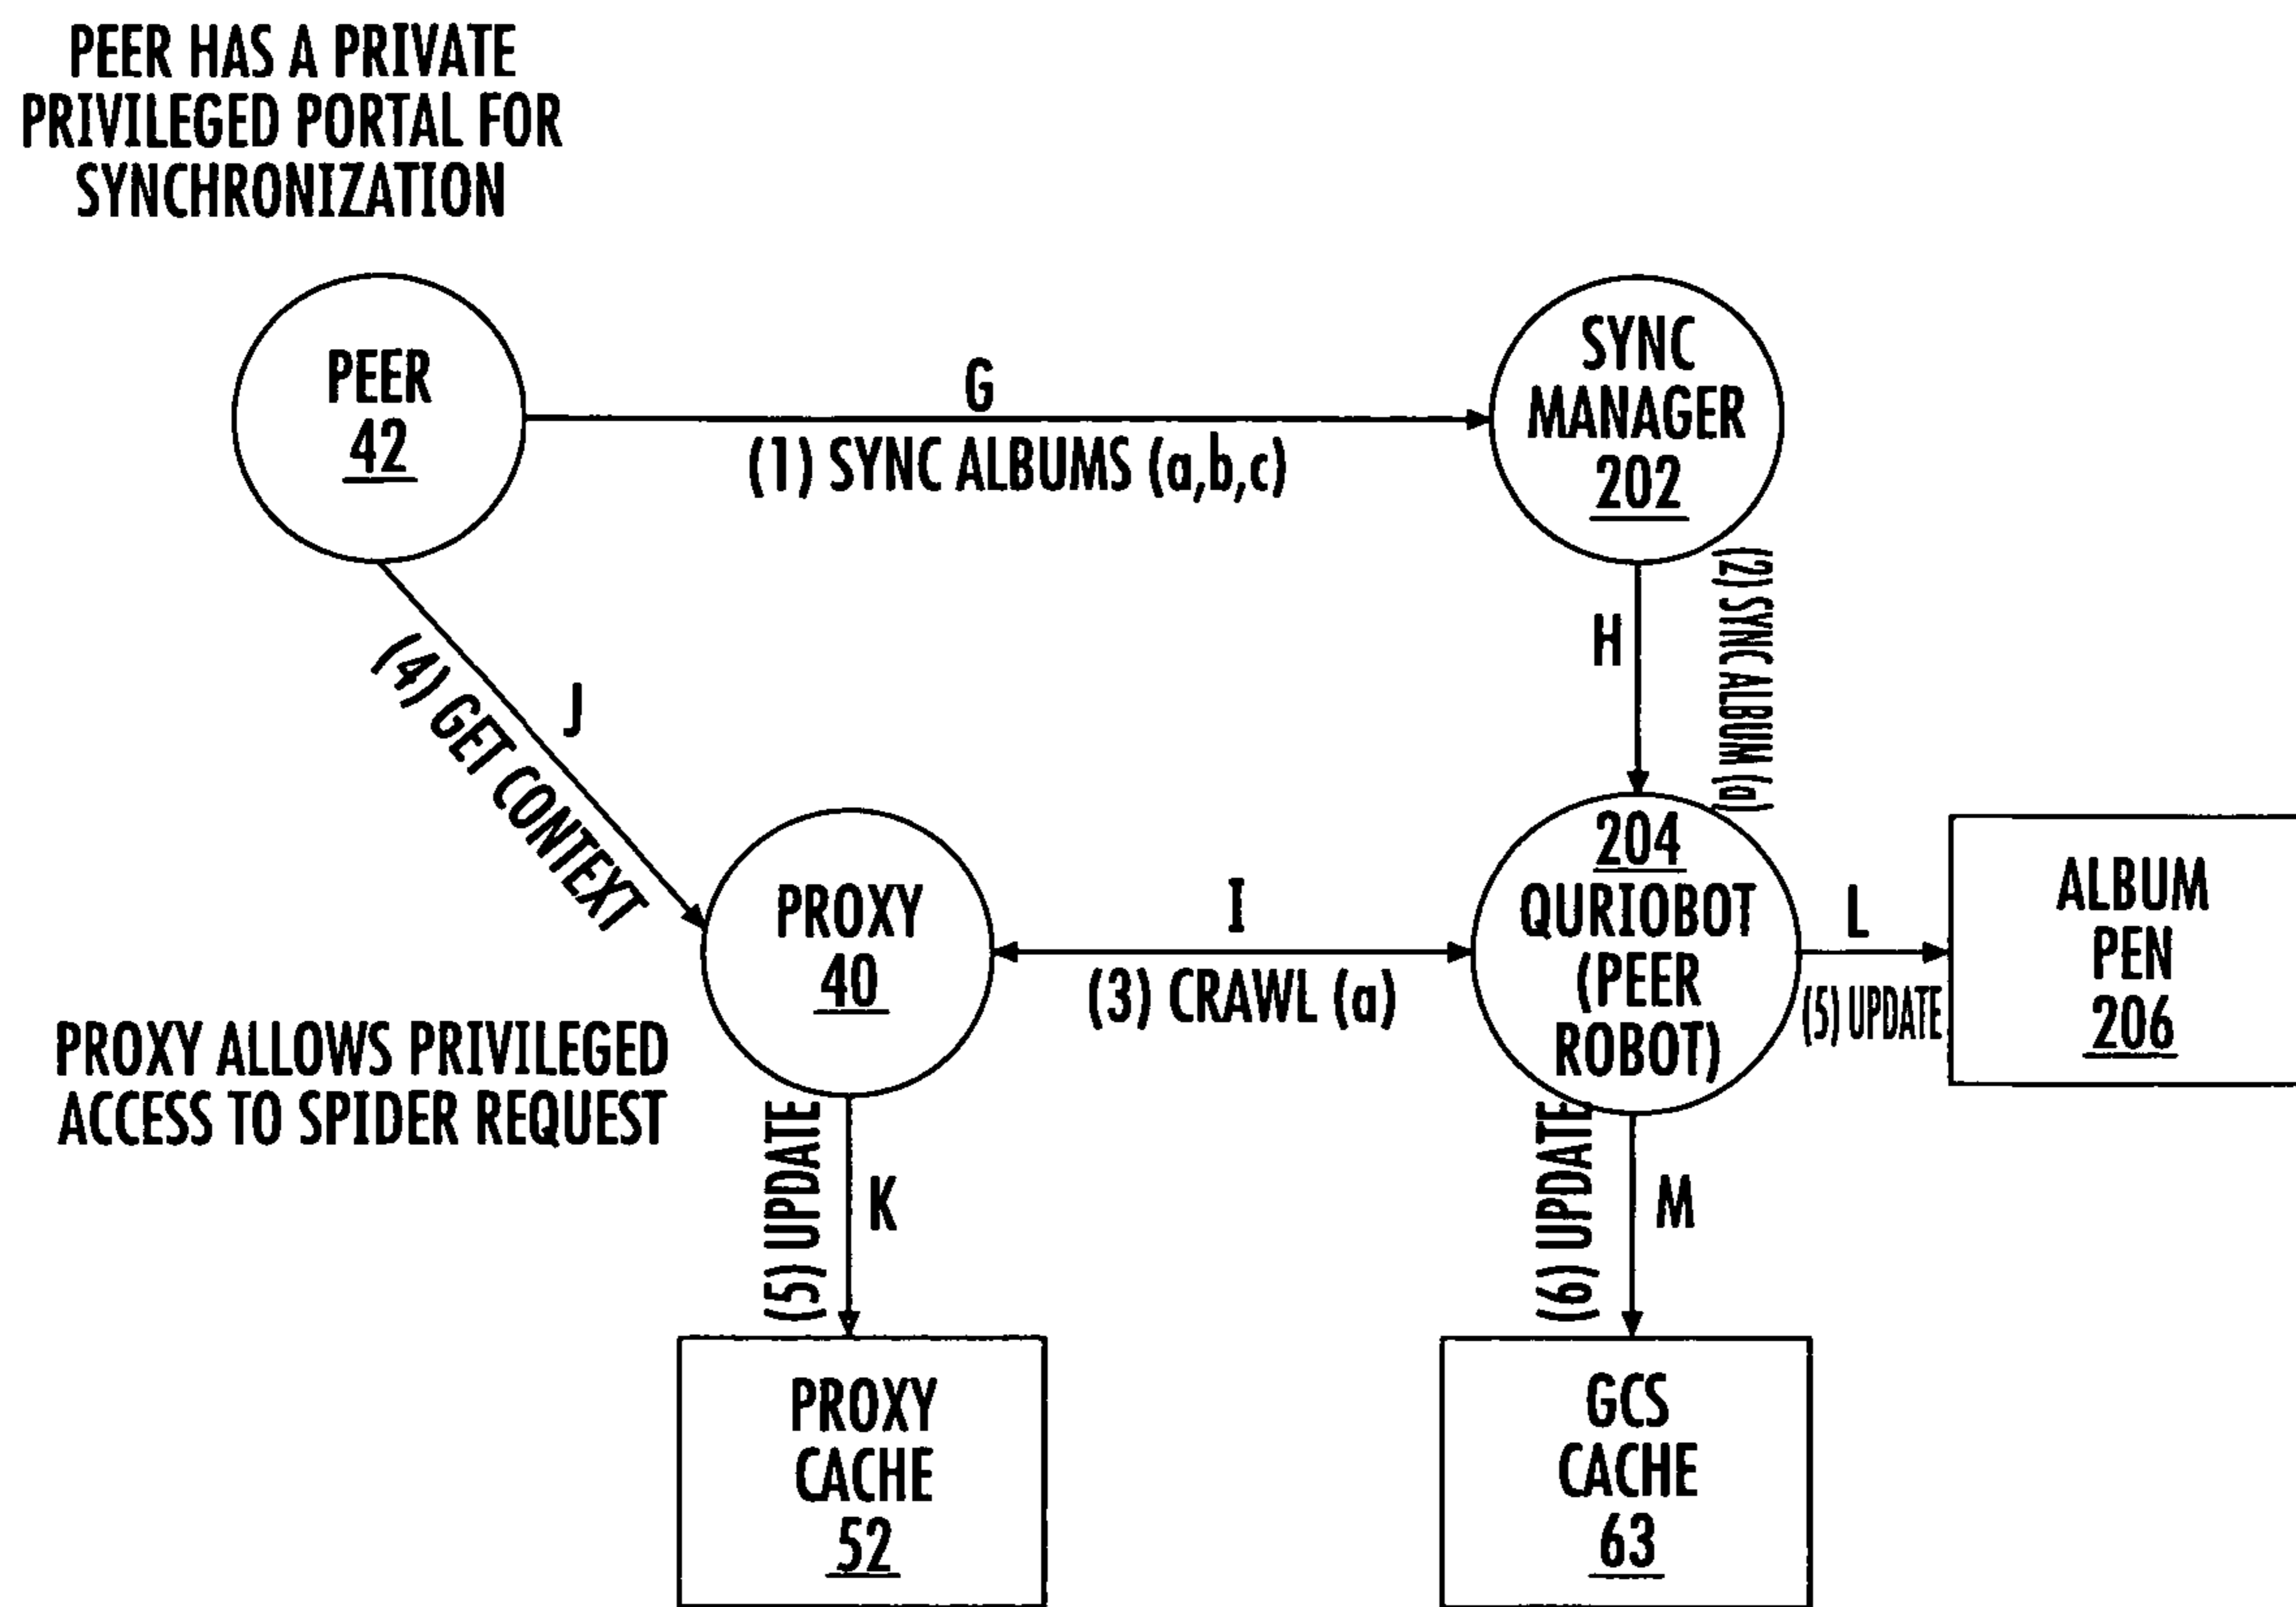 PEER HAS A PRIVATE
PRIVILEGED PORTAL FOR
SYNCHRONIZATION
PEER
42
G
(1) SYNC ALBUMS (a,b,c)
SYNC
MANAGER
202
H
(2) SYNC ALBUM (a)
J
(4) GET CONTEXT
PROXY
40
I
(3) CRAWL (a)
204
QURIOBOT
(PEER
ROBOT)
L
(5) UPDATE
ALBUM
PEN
206
PROXY ALLOWS PRIVILEGED
ACCESS TO SPIDER REQUEST
(5) UPDATE
K
(6) UPDATE
M
PROXY
CACHE
52
GCS
CACHE
63